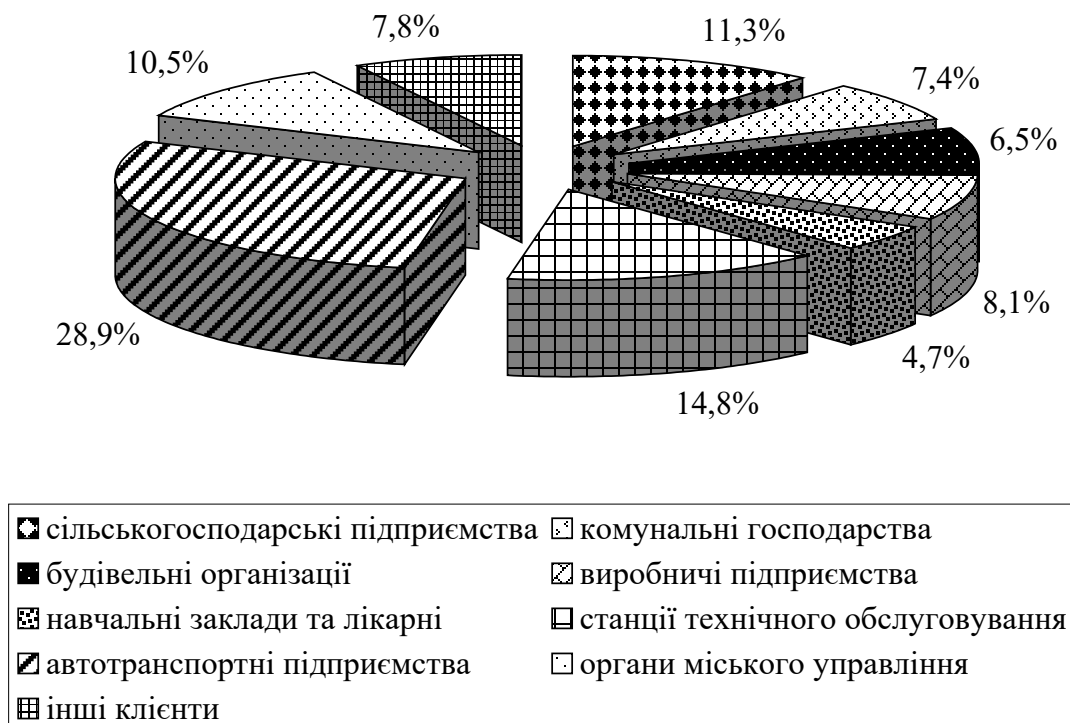 7,8%
11,3%
10,5%
7,4%
6,5%
8,1%
28,9%
4,7%
14,8%
сільськогосподарські підприємства
комунальні господарства
будівельні організації
виробничі підприємства
навчальні заклади та лікарні
станції технічного обслуговування
автотранспортні підприємства
органи міського управління
інші клієнти